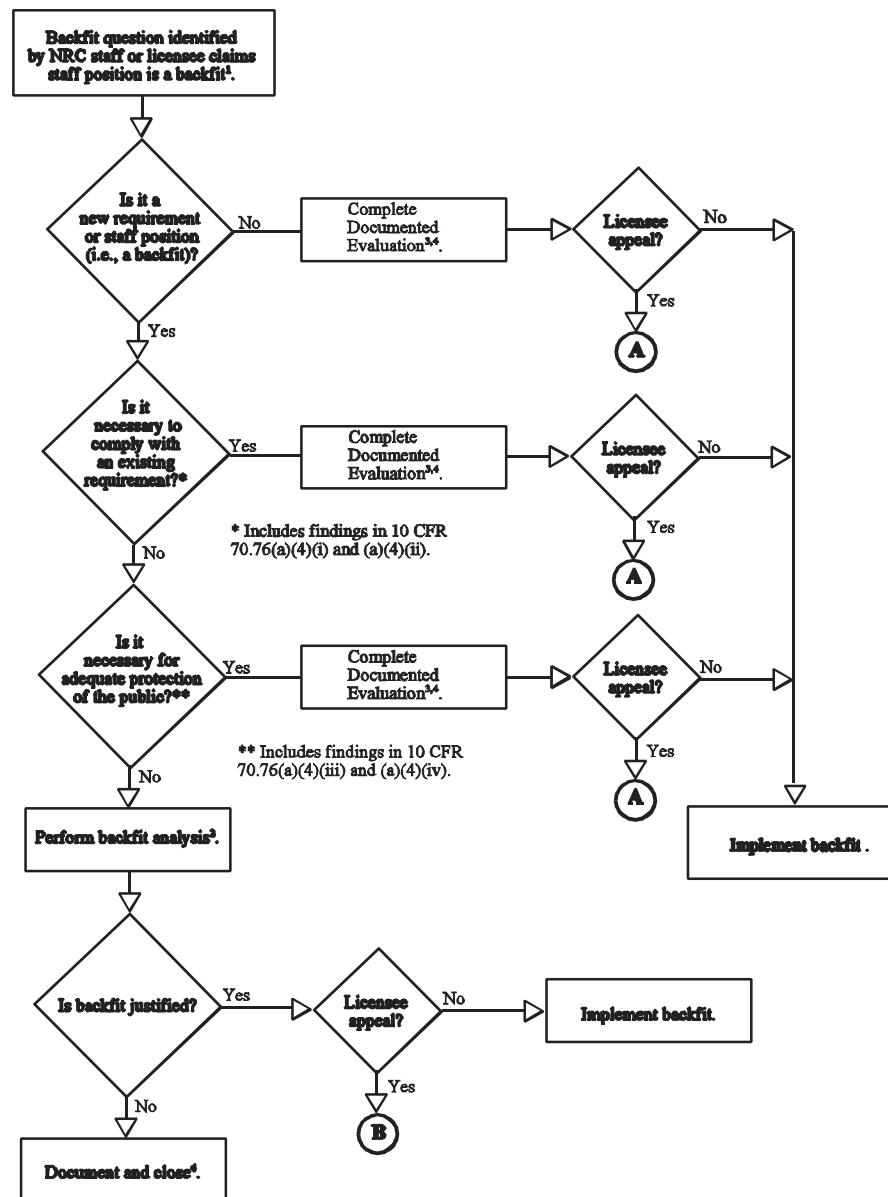 Backfit question identified
by NRC staff or licensee claims
staff position is a backfit¹.
Is it a
new requirement
or staff position
(i.e., a backfit)?
No
Complete
Documented
Evaluation³,⁴.
Licensee
appeal?
No
Yes
A
Yes
Is it
necessary to
comply with
an existing
requirement?*
Yes
Complete
Documented
Evaluation³,⁴.
Licensee
appeal?
No
Yes
A
* Includes findings in 10 CFR
70.76(a)(4)(i) and (a)(4)(ii).
No
Is it
necessary for
adequate protection
of the public?**
Yes
Complete
Documented
Evaluation³,⁴.
Licensee
appeal?
No
Yes
A
** Includes findings in 10 CFR
70.76(a)(4)(iii) and (a)(4)(iv).
No
Perform backfit analysis².
Implement backfit .
Is backfit justified?
Yes
Licensee
appeal?
No
Implement backfit.
Yes
B
No
Document and close⁴.